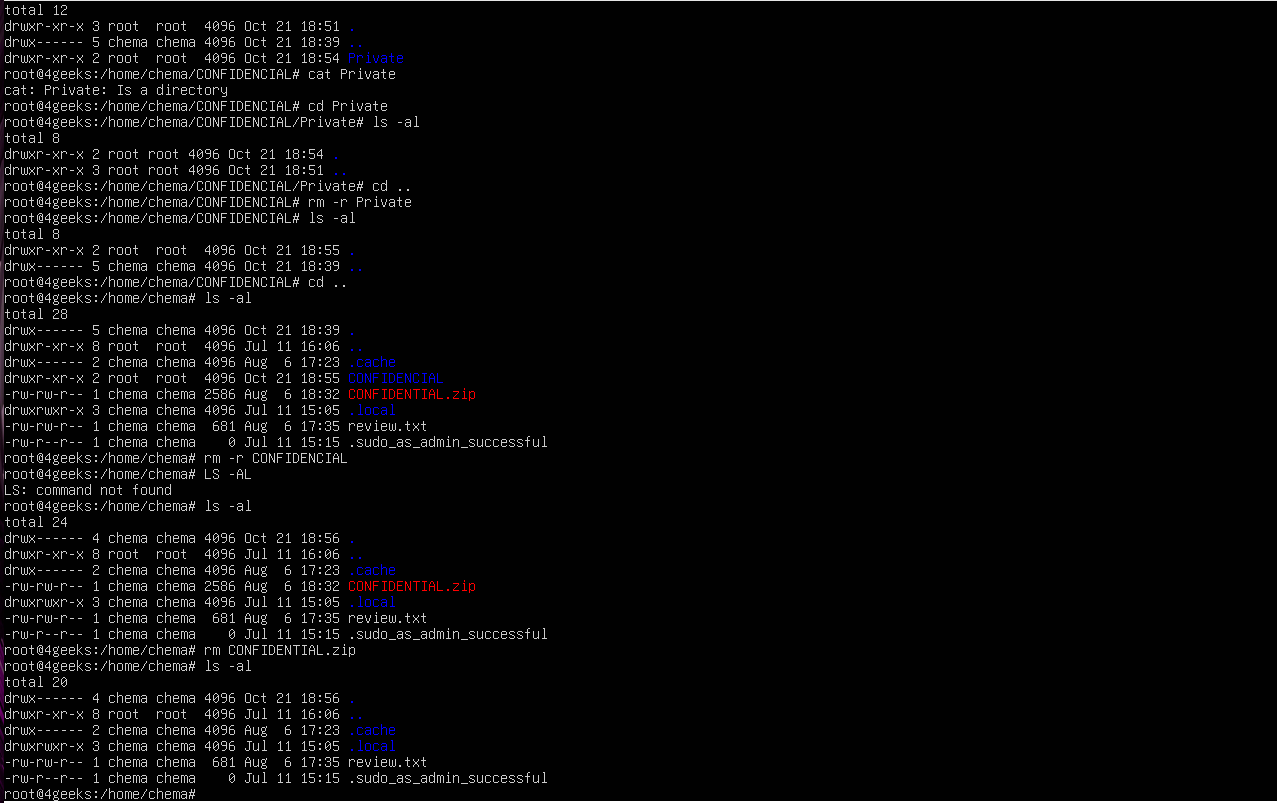 total 12
drwxr-xr-x 3 root  root  4096 Oct 21 18:51 .
drwx------ 5 chema chema 4096 Oct 21 18:39 ..
drwxr-xr-x 2 root  root  4096 Oct 21 18:54 Private
root@4geeks:/home/chema/CONFIDENCIAL# cat Private
cat: Private: Is a directory
root@4geeks:/home/chema/CONFIDENCIAL# cd Private
root@4geeks:/home/chema/CONFIDENCIAL/Private# ls -al
total 8
drwxr-xr-x 2 root root 4096 Oct 21 18:54 .
drwxr-xr-x 3 root root 4096 Oct 21 18:51 ..
root@4geeks:/home/chema/CONFIDENCIAL/Private# cd ..
root@4geeks:/home/chema/CONFIDENCIAL# rm -r Private
root@4geeks:/home/chema/CONFIDENCIAL# ls -al
total 8
drwxr-xr-x 2 root  root  4096 Oct 21 18:55 .
drwx------ 5 chema chema 4096 Oct 21 18:39 ..
root@4geeks:/home/chema/CONFIDENCIAL# cd ..
root@4geeks:/home/chema# ls -al
total 28
drwx------ 5 chema chema 4096 Oct 21 18:39 .
drwxr-xr-x 8 root  root  4096 Jul 11 16:06 ..
drwx------ 2 chema chema 4096 Aug  6 17:23 .cache
drwxr-xr-x 2 root  root  4096 Oct 21 18:55 CONFIDENCIAL
-rw-rw-r-- 1 chema chema 2586 Aug  6 18:32 CONFIDENTIAL.zip
drwxrwxr-x 3 chema chema 4096 Jul 11 15:05 .local
-rw-rw-r-- 1 chema chema  681 Aug  6 17:35 review.txt
-rw-r--r-- 1 chema chema    0 Jul 11 15:15 .sudo_as_admin_successful
root@4geeks:/home/chema# rm -r CONFIDENCIAL
root@4geeks:/home/chema# LS -AL
LS: command not found
root@4geeks:/home/chema# ls -al
total 24
drwx------ 4 chema chema 4096 Oct 21 18:56 .
drwxr-xr-x 8 root  root  4096 Jul 11 16:06 ..
drwx------ 2 chema chema 4096 Aug  6 17:23 .cache
-rw-rw-r-- 1 chema chema 2586 Aug  6 18:32 CONFIDENTIAL.zip
drwxrwxr-x 3 chema chema 4096 Jul 11 15:05 .local
-rw-rw-r-- 1 chema chema  681 Aug  6 17:35 review.txt
-rw-r--r-- 1 chema chema    0 Jul 11 15:15 .sudo_as_admin_successful
root@4geeks:/home/chema# rm CONFIDENTIAL.zip
root@4geeks:/home/chema# ls -al
total 20
drwx------ 4 chema chema 4096 Oct 21 18:56 .
drwxr-xr-x 8 root  root  4096 Jul 11 16:06 ..
drwx------ 2 chema chema 4096 Aug  6 17:23 .cache
drwxrwxr-x 3 chema chema 4096 Jul 11 15:05 .local
-rw-rw-r-- 1 chema chema  681 Aug  6 17:35 review.txt
-rw-r--r-- 1 chema chema    0 Jul 11 15:15 .sudo_as_admin_successful
root@4geeks:/home/chema#